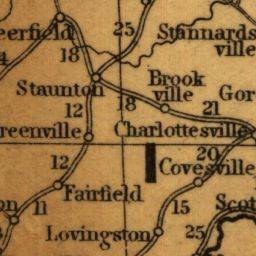 eerfield
25
Stannards
ville
18
Staunton
Brook
ville
12
18
21
Gor
reenville
Charlottesville
12
20
Covesville
Fairfield
on
11
15
Scot
Lovingston
25